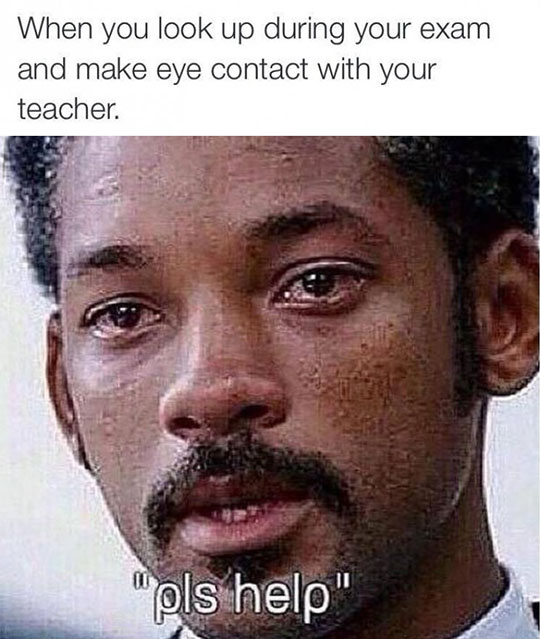 When you look up during your exam
and make eye contact with your
teacher.
"pls help"